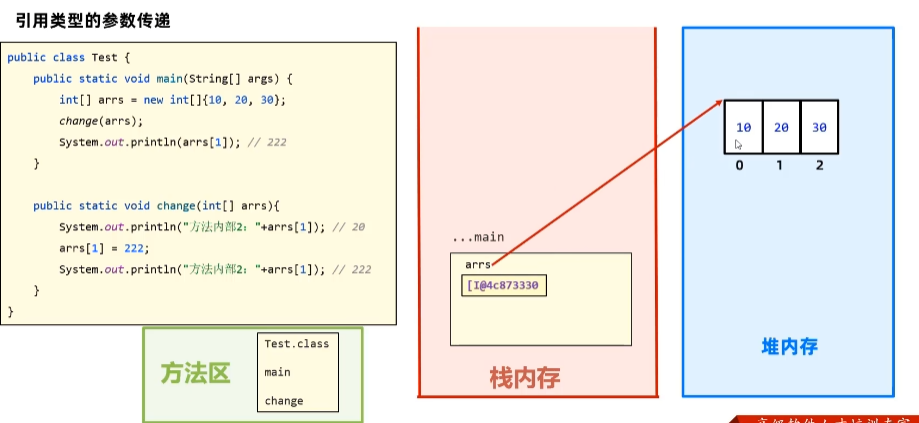 引用类型的参数传递
public class Test {
public static void main(String[] args) {
int[] arrs = new int[]{10, 20, 30};
change(arrs);
System.out.println(arrs[1]); // 222
}
public static void change(int[] arrs){
System.out.println("方法内部2："+arrs[1]); // 20
arrs[1] = 222;
System.out.println("方法内部2："+arrs[1]); // 222
}
}
方法区
Test.class
main
change
...main
arrs
[I@4c873330
栈内存
10 20 30
0 1 2
堆内存